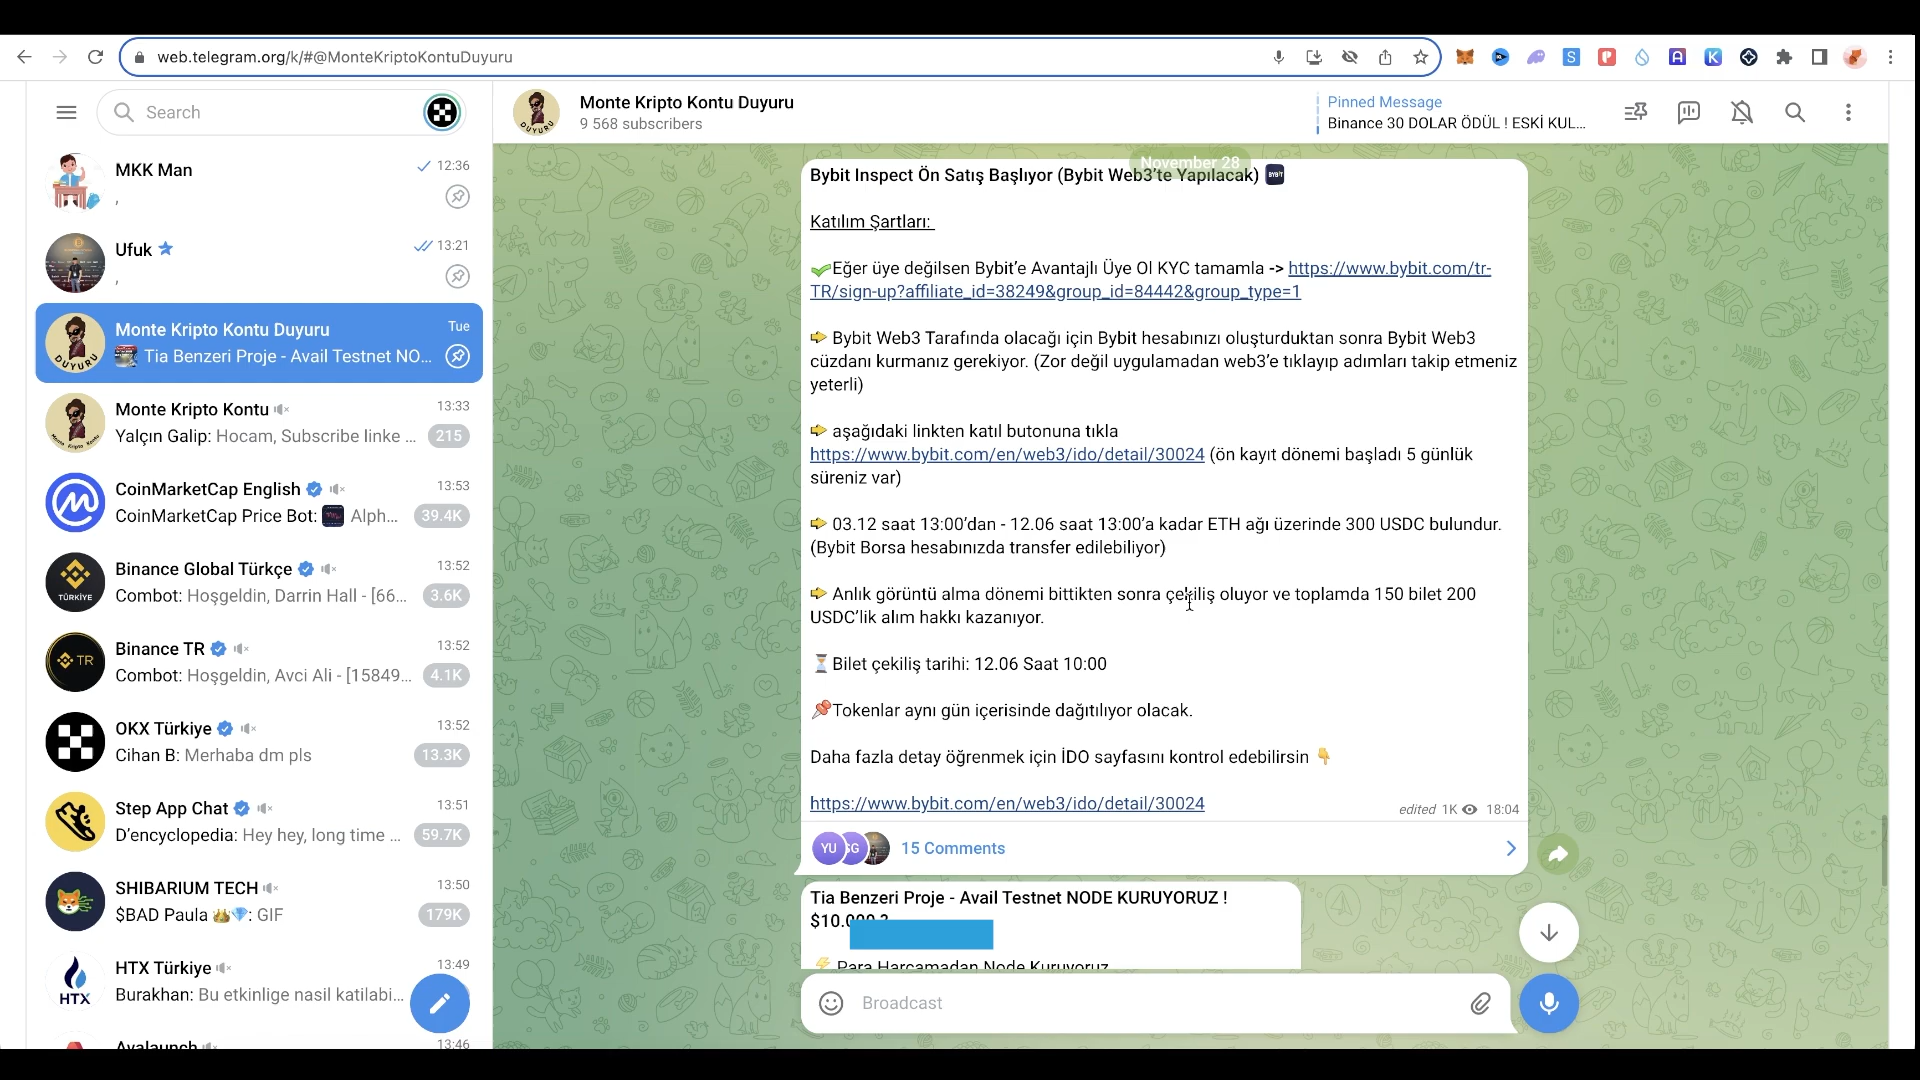 web.telegram.org/k/#@MonteKriptoKontuDuyuru
Search
MKK Man
12:36
,
Ufuk
13:21
,
Monte Kripto Kontu Duyuru
Tue
Tia Benzeri Proje - Avail Testnet NO...
Monte Kripto Kontu
13:33
Yalçın Galip: Hocam, Subscribe linke ...
215
CoinMarketCap English
13:53
CoinMarketCap Price Bot: Alph...
39.4K
Binance Global Türkçe
13:52
Combot: Hoşgeldin, Darrin Hall - [66...
3.6K
Binance TR
13:52
Combot: Hoşgeldin, Avci Ali - [15849...
4.1K
OKX Türkiye
13:52
Cihan B: Merhaba dm pls
13.3K
Step App Chat
13:51
D'encyclopedia: Hey hey, long time ...
59.7K
SHIBARIUM TECH
13:50
$BAD Paula 👑💎: GIF
179K
HTX Türkiye
13:49
Burakhan: Bu etkinlige nasil katilabi...
Avalaunch
13:46
DUYURU
DUYURU
TÜRKİYE
TR
HTX
Monte Kripto Kontu Duyuru
9 568 subscribers
Pinned Message
Binance 30 DOLAR ÖDÜL ! ESKİ KUL...
November 28
Bybit Inspect Ön Satış Başlıyor (Bybit Web3'te Yapılacak)
Katılım Şartları:
✅Eğer üye değilsen Bybit'e Avantajlı Üye Ol KYC tamamla -> https://www.bybit.com/tr-
TR/sign-up?affiliate_id=38249&group_id=84442&group_type=1
👉 Bybit Web3 Tarafında olacağı için Bybit hesabınızı oluşturduktan sonra Bybit Web3
cüzdanı kurmanız gerekiyor. (Zor değil uygulamadan web3'e tıklayıp adımları takip etmeniz
yeterli)
👉 aşağıdaki linkten katıl butonuna tıkla
https://www.bybit.com/en/web3/ido/detail/30024 (ön kayıt dönemi başladı 5 günlük
süreniz var)
👉 03.12 saat 13:00'dan - 12.06 saat 13:00'a kadar ETH ağı üzerinde 300 USDC bulundur.
(Bybit Borsa hesabınızda transfer edilebiliyor)
👉 Anlık görüntü alma dönemi bittikten sonra çekiliş oluyor ve toplamda 150 bilet 200
USDC'lik alım hakkı kazanıyor.
⏳Bilet çekiliş tarihi: 12.06 Saat 10:00
📌Tokenlar aynı gün içerisinde dağıtılıyor olacak.
Daha fazla detay öğrenmek için İDO sayfasını kontrol edebilirsin 👇
https://www.bybit.com/en/web3/ido/detail/30024
edited 1K 18:04
YU
GG
15 Comments
Tia Benzeri Proje - Avail Testnet NODE KURUYORUZ !
$10.000 ?
⚡ Para Harcamadan Node Kuruyoruz
Broadcast